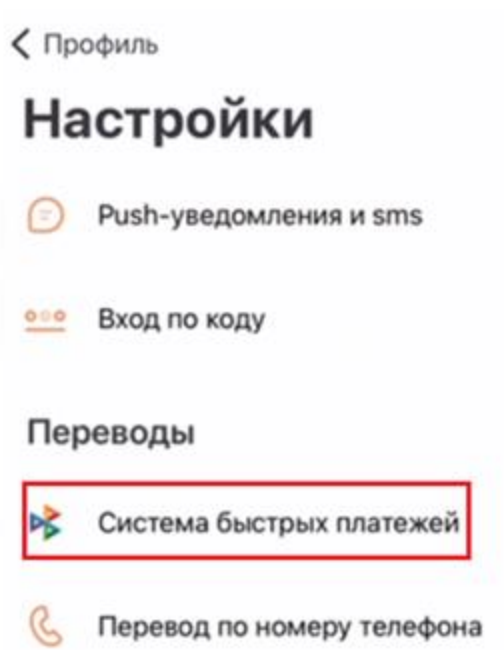 Профиль
Настройки
Push-уведомления и sms
Вход по коду
Переводы
Система быстрых платежей
Перевод по номеру телефона